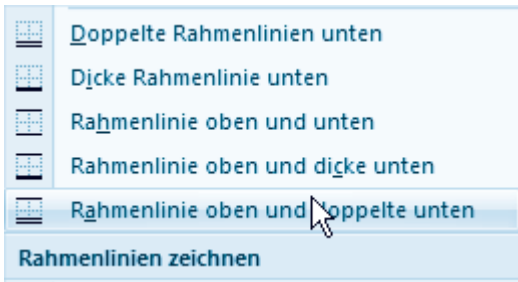 Doppelte Rahmenlinien unten
Dicke Rahmenlinie unten
Rahmenlinie oben und unten
Rahmenlinie oben und dicke unten
Rahmenlinie oben und doppelte unten
Rahmenlinien zeichnen